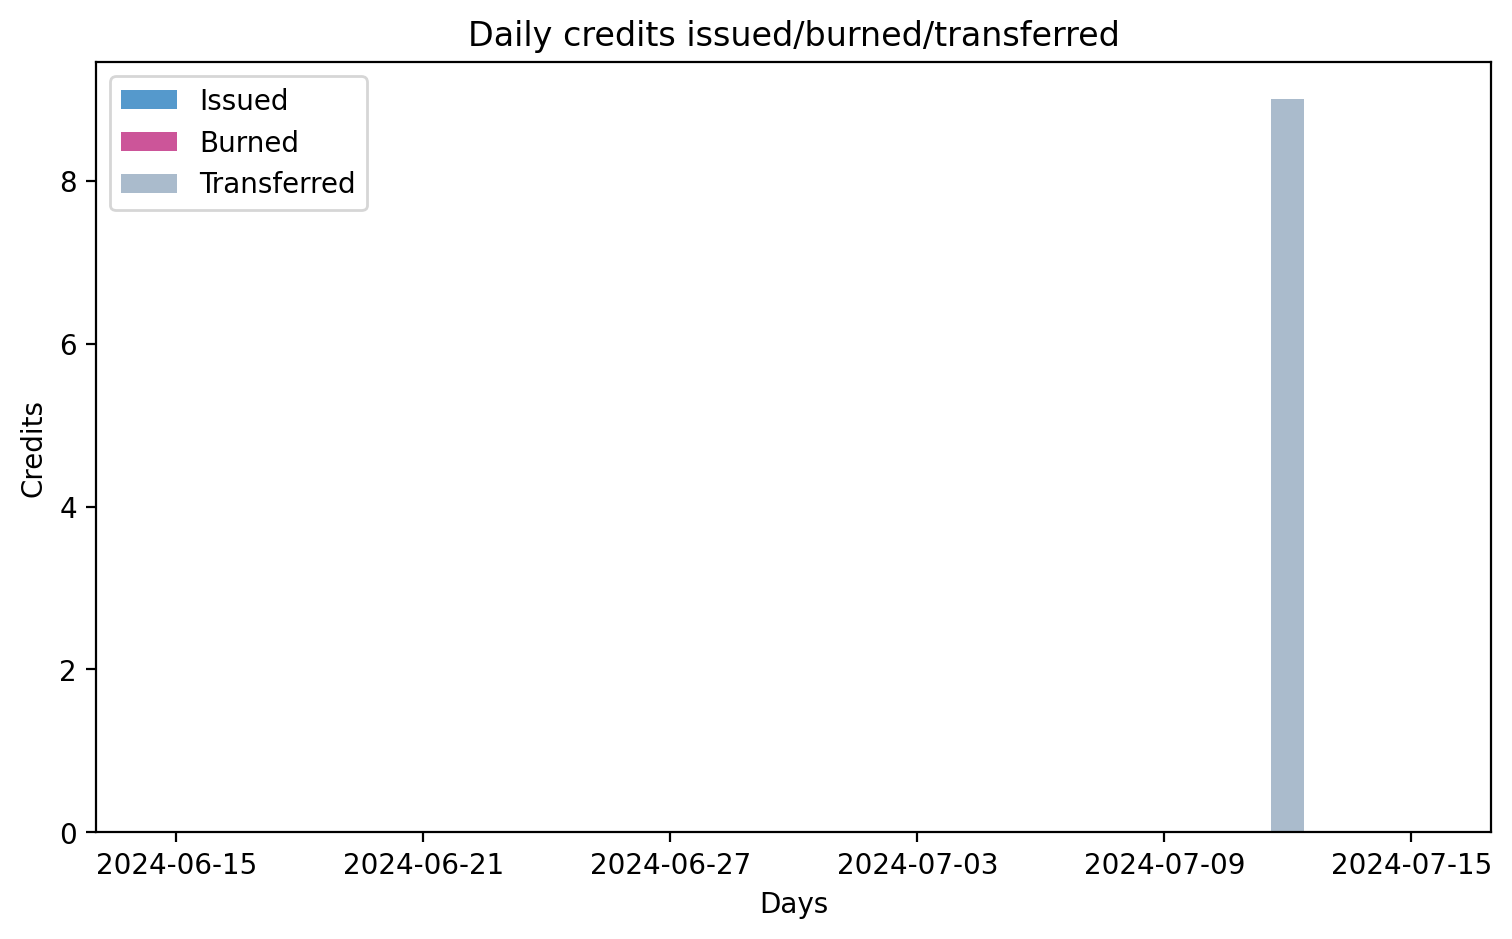 Daily credits issued/burned/transferred
Issued
Burned
Transferred
8
6
4
2
0
Credits
2024-06-15 2024-06-21 2024-06-27 2024-07-03 2024-07-09 2024-07-15
Days